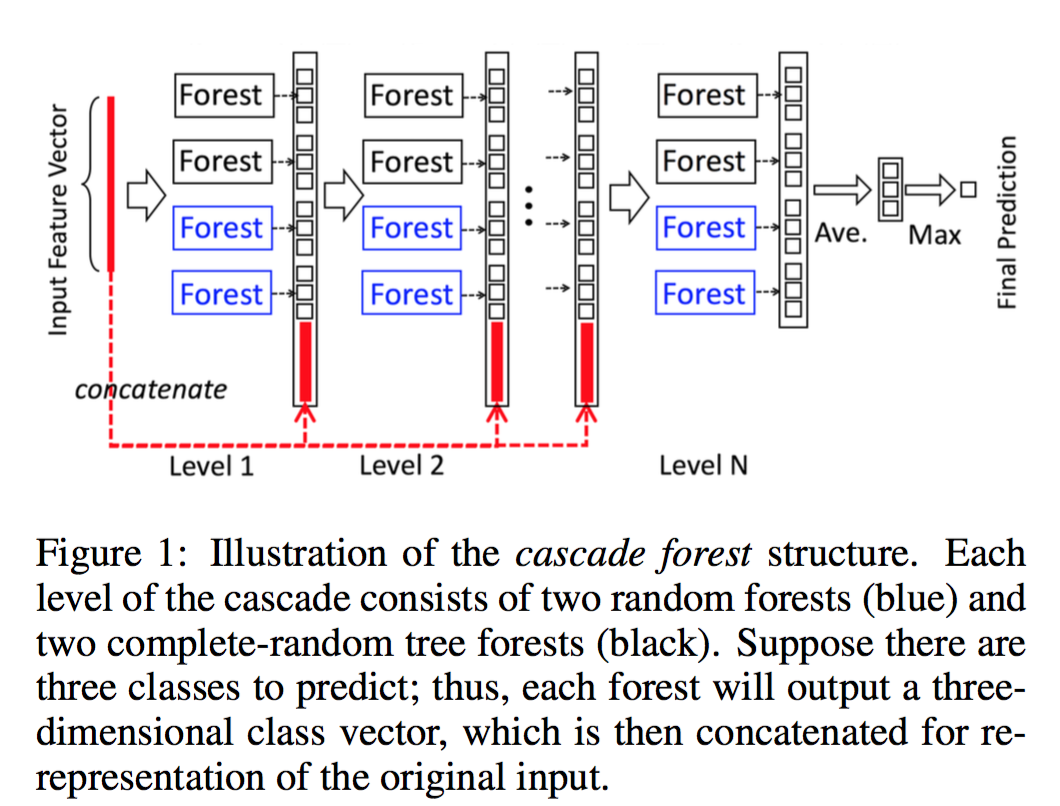 Input Feature Vector
Forest
Forest
Forest
Forest
Forest
Forest
Forest
Forest
Forest
Forest
Forest
Forest
Ave.
Max
Final Prediction
concatenate
Level 1
Level 2
Level N
Figure 1: Illustration of the cascade forest structure. Each
level of the cascade consists of two random forests (blue) and
two complete-random tree forests (black). Suppose there are
three classes to predict; thus, each forest will output a three-
dimensional class vector, which is then concatenated for re-
representation of the original input.